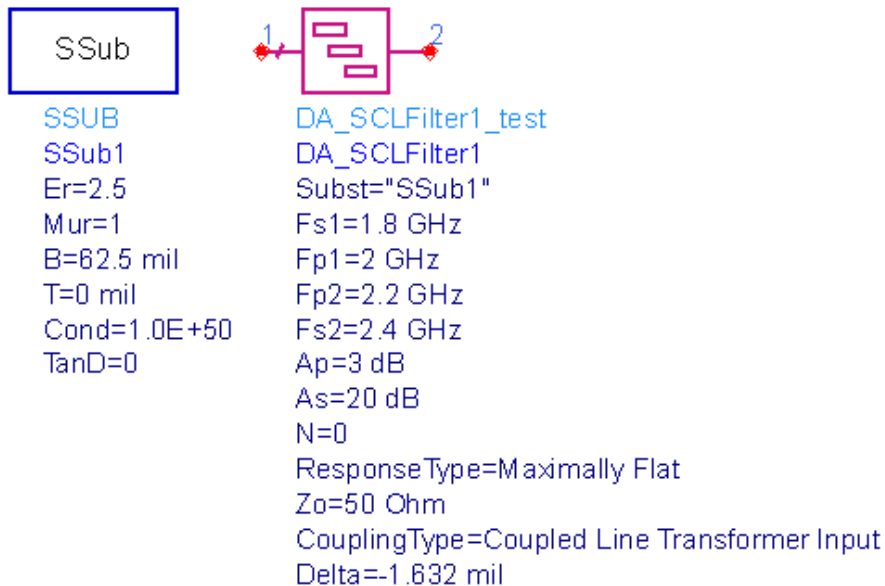 SSub
SSUB
SSub1
Er=2.5
Mur=1
B=62.5 mil
T=0 mil
Cond=1.0E+50
TanD=0
1
2
DA_SCLFilter1_test
DA_SCLFilter1
Subst="SSub1"
Fs1=1.8 GHz
Fp1=2 GHz
Fp2=2.2 GHz
Fs2=2.4 GHz
Ap=3 dB
As=20 dB
N=0
ResponseType=Maximally Flat
Zo=50 Ohm
CouplingType=Coupled Line Transformer Input
Delta=-1.632 mil